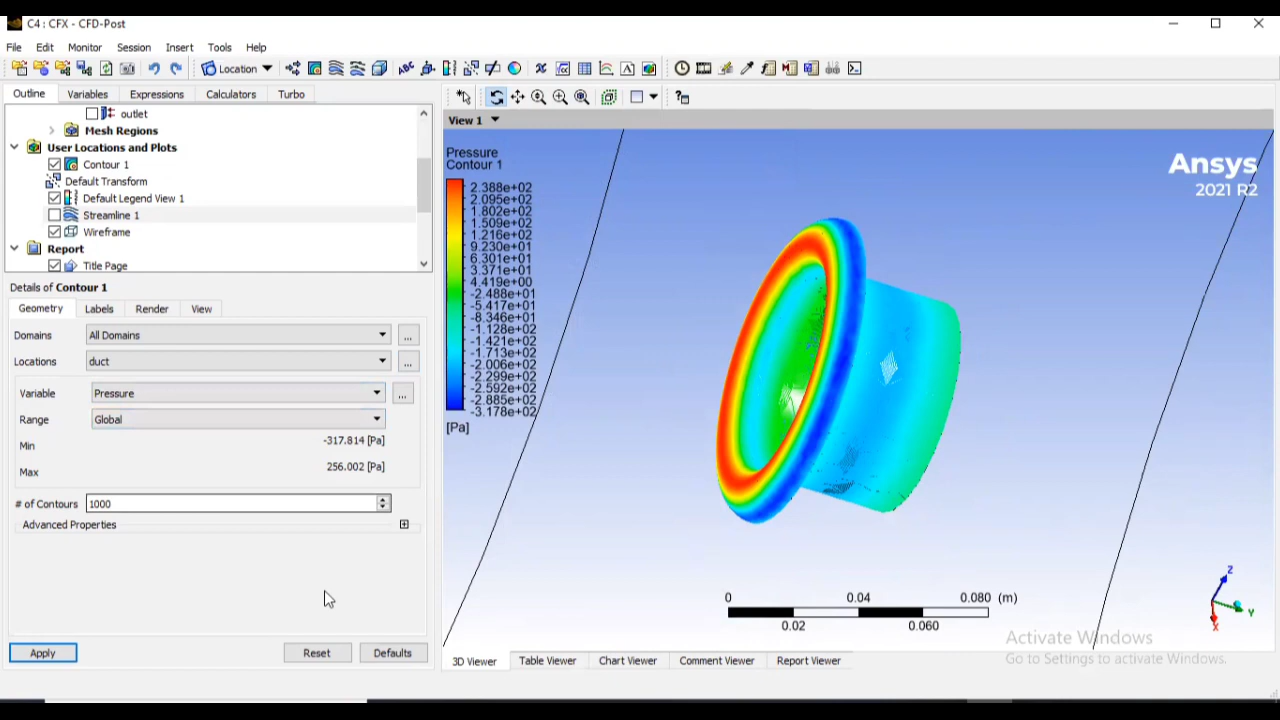 C4 : CFX - CFD-Post
File Edit Monitor Session Insert Tools Help
Location
Outline Variables Expressions Calculators Turbo
outlet
Mesh Regions
User Locations and Plots
Contour 1
Default Transform
Default Legend View 1
Streamline 1
Wireframe
Report
Title Page
Details of Contour 1
Geometry Labels Render View
Domains All Domains ...
Locations duct ...
Variable Pressure ...
Range Global
Min -317.814 [Pa]
Max 256.002 [Pa]
# of Contours 1000
Advanced Properties
Apply Reset Defaults
View 1
Pressure
Contour 1
2.388e+02
2.095e+02
1.802e+02
1.509e+02
1.216e+02
9.230e+01
6.301e+01
3.371e+01
4.419e+00
-2.488e+01
-5.417e+01
-8.346e+01
-1.128e+02
-1.421e+02
-1.713e+02
-2.006e+02
-2.299e+02
-2.592e+02
-2.885e+02
-3.178e+02
[Pa]
Ansys
2021 R2
0 0.04 0.080 (m)
0.02 0.060
Z
Y
X
Activate Windows
Go to Settings to activate Windows.
3D Viewer Table Viewer Chart Viewer Comment Viewer Report Viewer